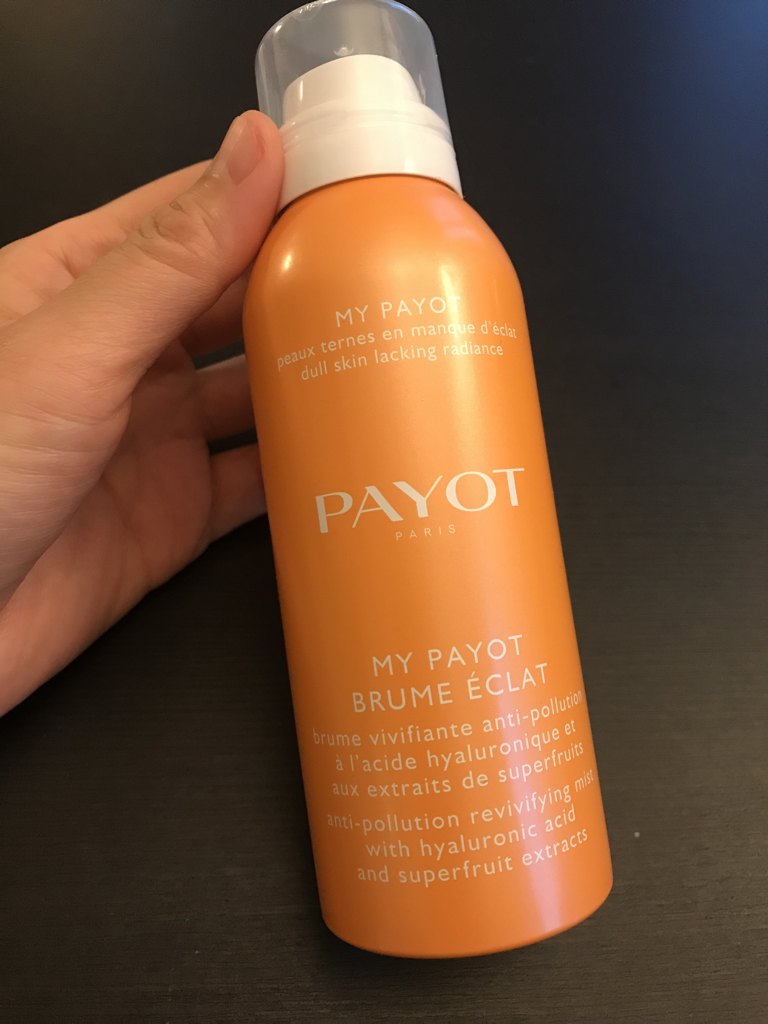 MY PAYOT
peaux ternes en manque d'éclat
dull skin lacking radiance
PAYOT
PARIS
MY PAYOT
BRUME ÉCLAT
brume vivifiante anti-pollution
à l'acide hyaluronique et
aux extraits de superfruits
anti-pollution revivifying mist
with hyaluronic acid
and superfruit extracts